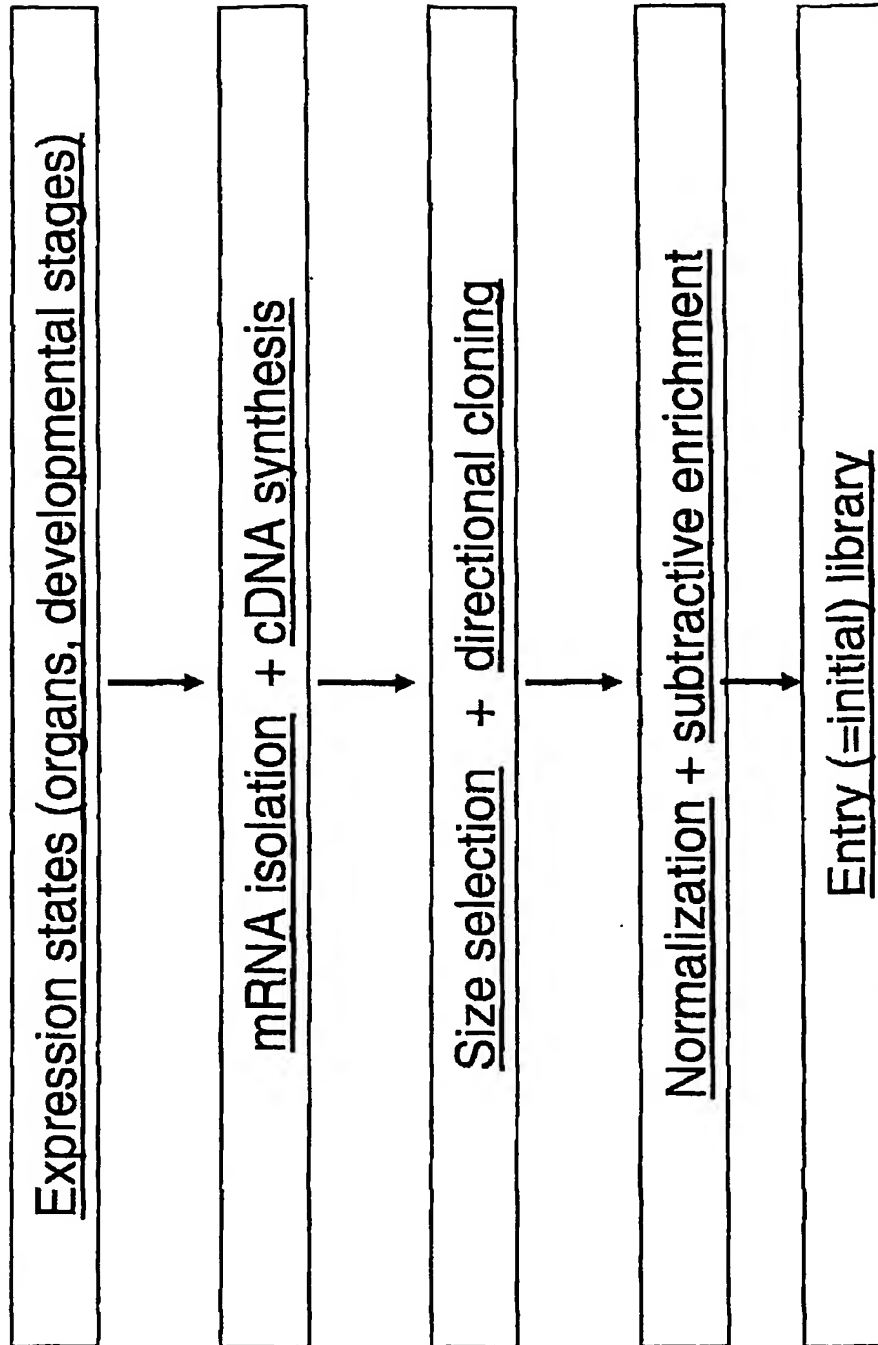 Expression states (organs, developmental stages)
mRNA isolation + cDNA synthesis
Size selection + directional cloning
Normalization + subtractive enrichment
Entry (=initial) library